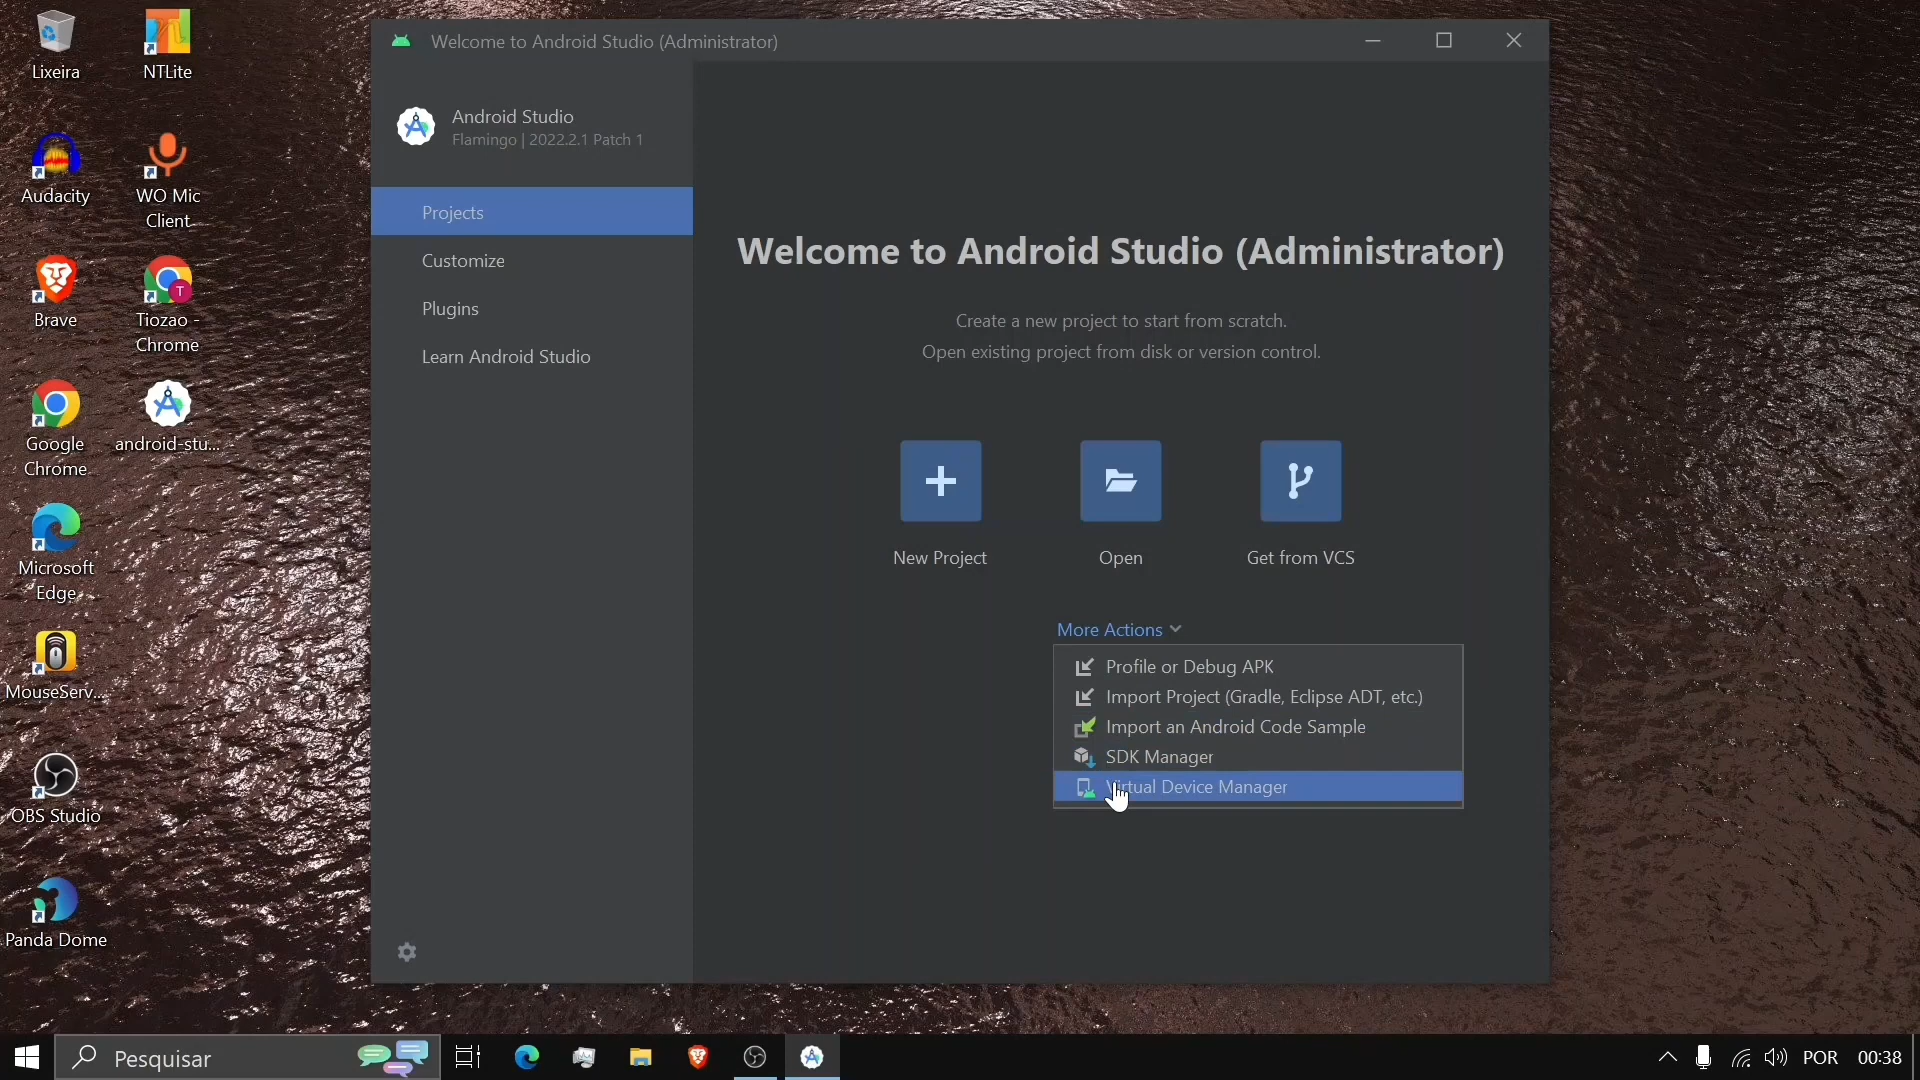 Lixeira
NTLite
Audacity
WO Mic
Client
Brave
Tiozao -
Chrome
Google
Chrome
android-stu...
Microsoft
Edge
MouseServ...
OBS Studio
Panda Dome
Welcome to Android Studio (Administrator)
Android Studio
Flamingo | 2022.2.1 Patch 1
Projects
Customize
Plugins
Learn Android Studio
Welcome to Android Studio (Administrator)
Create a new project to start from scratch.
Open existing project from disk or version control.
New Project
Open
Get from VCS
More Actions
Profile or Debug APK
Import Project (Gradle, Eclipse ADT, etc.)
Import an Android Code Sample
SDK Manager
Virtual Device Manager
Pesquisar
POR
00:38